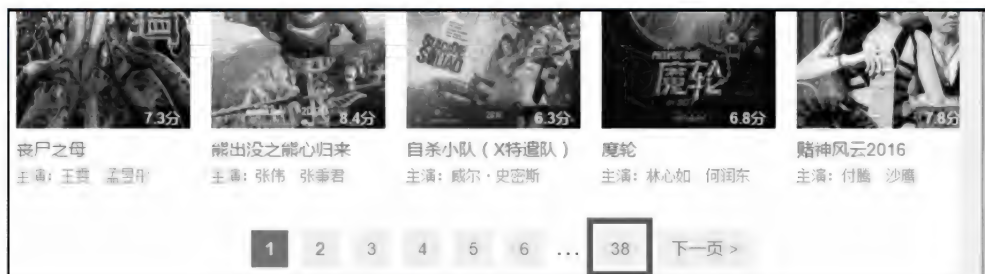 SUICIDE SQUAD
魔轮
7.3分 8.4分 6.3分 6.8分 7.8分
丧尸之母 熊出没之熊心归来 自杀小队（X特遣队） 魔轮 赌神风云2016
主演：王 主演：张伟 张秉君 主演：威尔·史密斯 主演：林心如 何润东 主演：付腾 沙鹰
1 2 3 4 5 6 ... 38 下一页 >